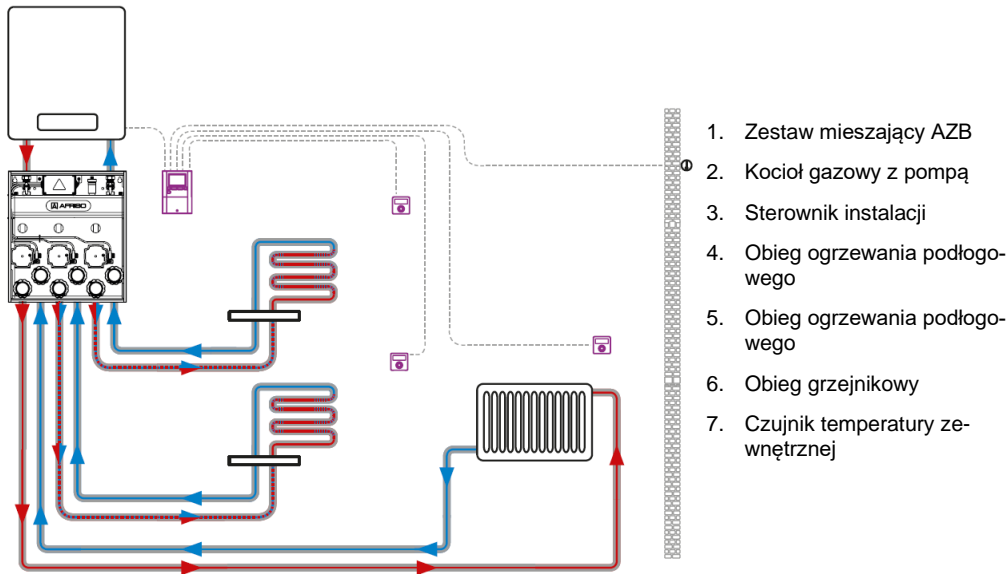 AFRISO
1. Zestaw mieszający AZB
2. Kocioł gazowy z pompą
3. Sterownik instalacji
4. Obieg ogrzewania podłogo-
wego
5. Obieg ogrzewania podłogo-
wego
6. Obieg grzejnikowy
7. Czujnik temperatury ze-
wnętrznej